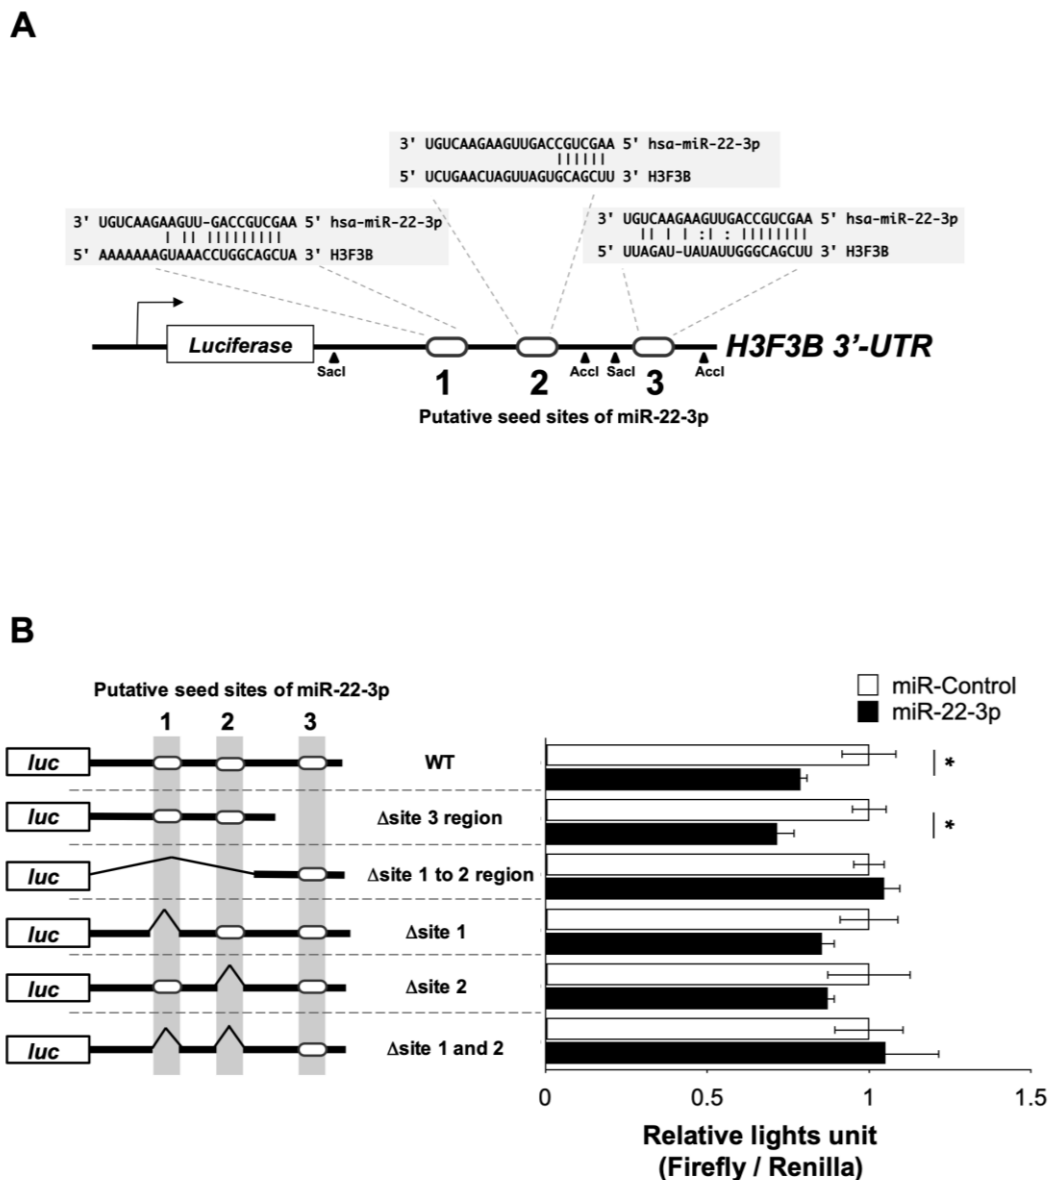 A
3' UGUCAAGAAGUUGACCGUCGAA 5' hsa-miR-22-3p
||||||
5' UCUGAACUAGUUAGUGCAGCUU 3' H3F3B
3' UGUCAAGAAGUU-GACCGUCGAA 5' hsa-miR-22-3p
| || |||||||||
5' AAAAAAAGUAAACCUGGCAGCUA 3' H3F3B
3' UGUCAAGAAGUUGACCGUCGAA 5' hsa-miR-22-3p
|| | | :| : ||||||||
5' UUAGAU-UAUAUUGGGCAGCUU 3' H3F3B
Luciferase
H3F3B 3'-UTR
SacI
AccI
SacI
AccI
1
2
3
Putative seed sites of miR-22-3p
B
Putative seed sites of miR-22-3p
1 2 3
miR-Control
miR-22-3p
luc WT *
luc Δsite 3 region *
luc Δsite 1 to 2 region
luc Δsite 1
luc Δsite 2
luc Δsite 1 and 2
0 0.5 1 1.5
Relative lights unit
(Firefly / Renilla)